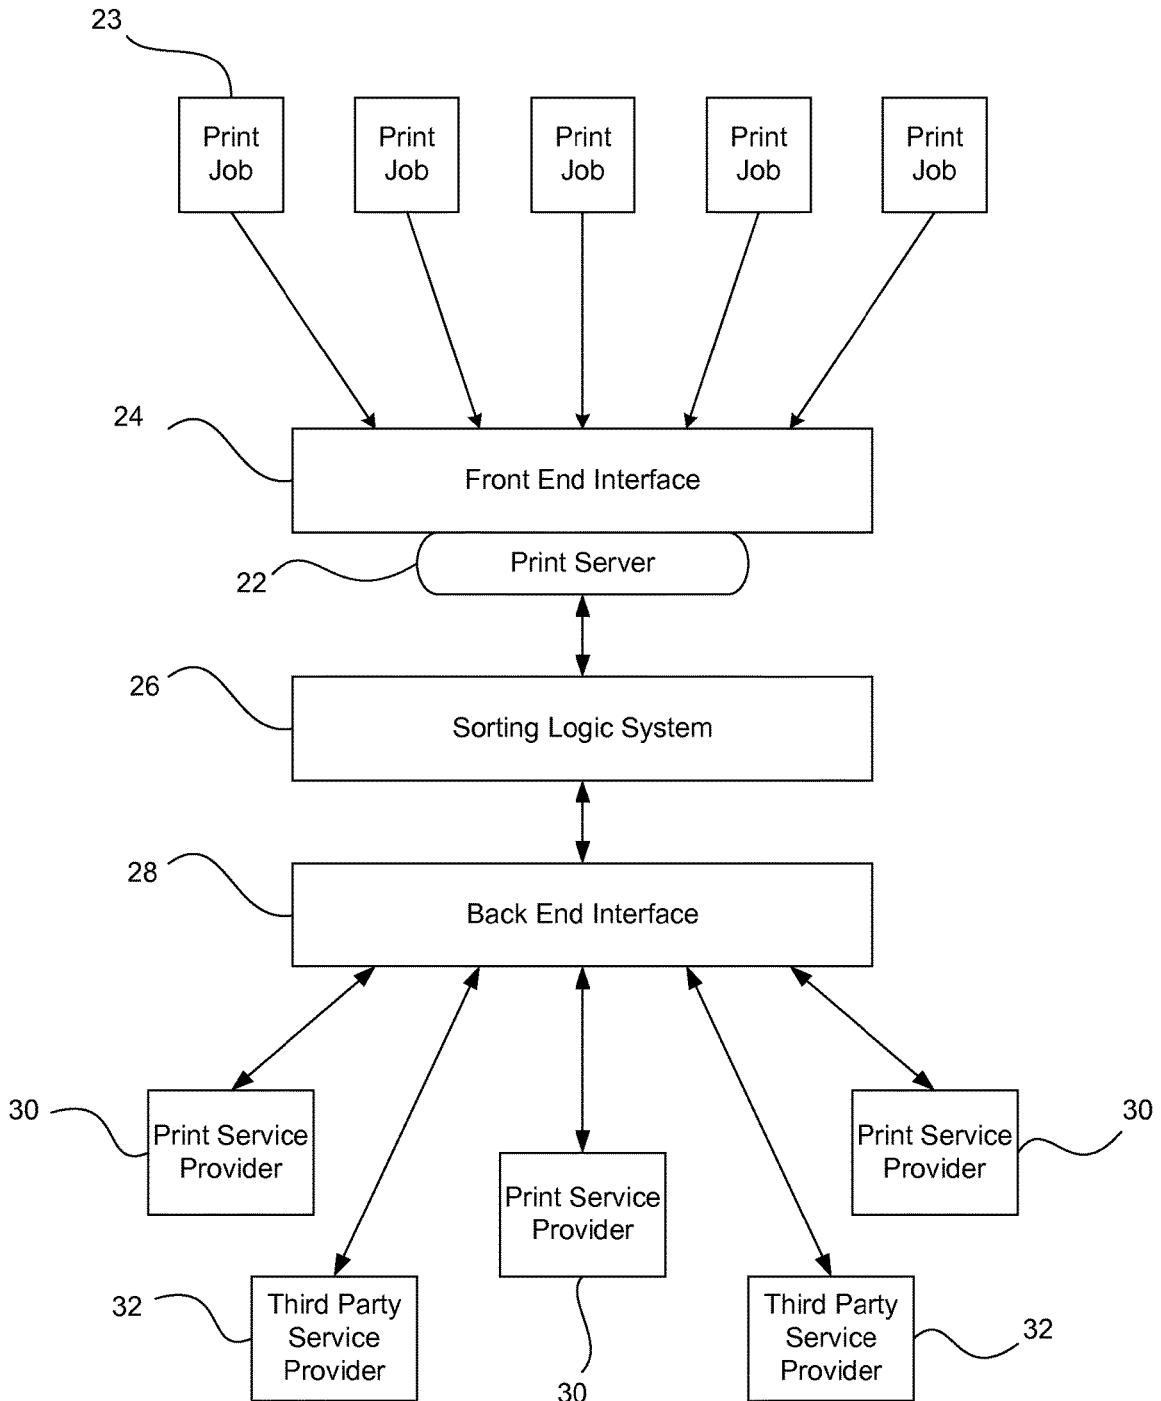 23
Print
Job
Print
Job
Print
Job
Print
Job
Print
Job
24
Front End Interface
Print Server
22
26
Sorting Logic System
28
Back End Interface
30
Print Service
Provider
Print Service
Provider
Print Service
Provider
30
32
Third Party
Service
Provider
30
Third Party
Service
Provider
32